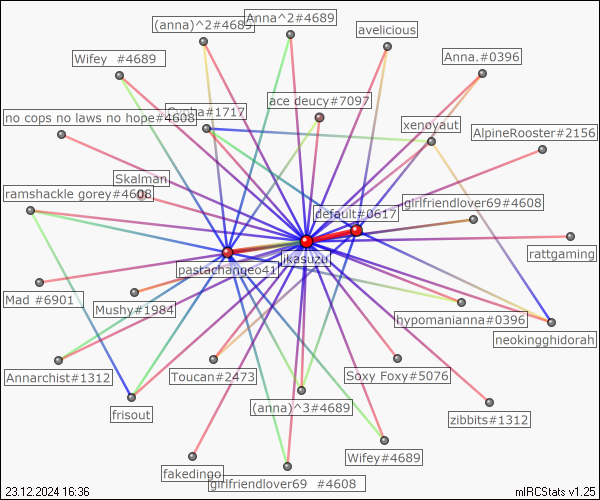 (anna)^2#4689
Anna^2#4689
avelicious
Wifey #4689
Anna.#0396
ace deucy#7097
no cops no laws no hope#4608
#1717
xenoyaut
AlpineRooster#2156
Skalman
ramshackle gorey#4608
girlfriendlover69#4608
default#0617
rattgaming
jkasuzu
pastachangeo41
Mad #6901
Mushy#1984
hypomanianna#0396
neokingghidorah
Annarchist#1312
Toucan#2473
Soxy Foxy#5076
frisout
(anna)^3#4689
zibbits#1312
Wifey#4689
fakedingo
girlfriendlover69 #4608
23.12.2024 16:36
mIRCStats v1.25